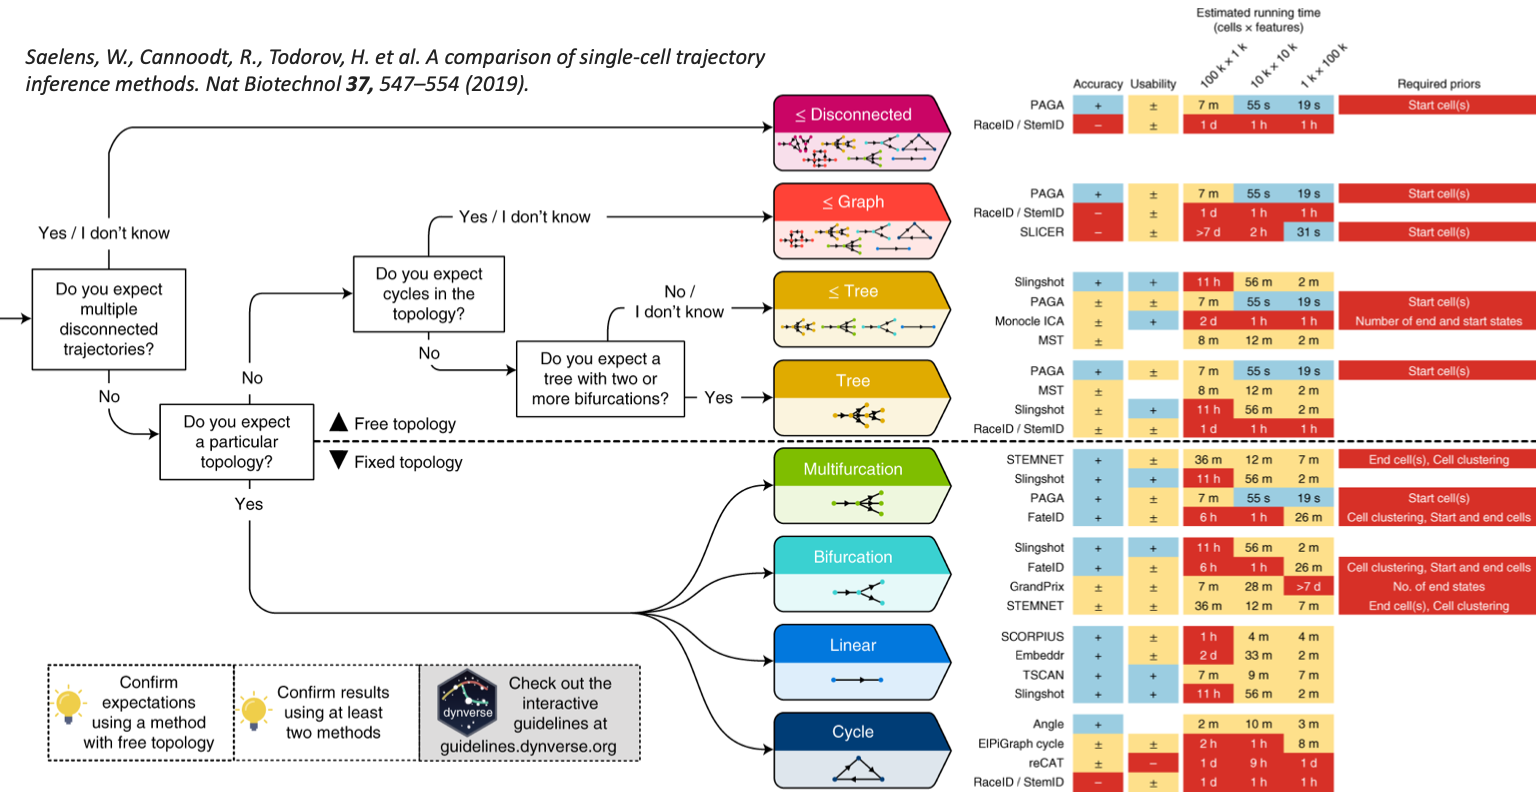 Saelens, W., Cannoodt, R., Todorov, H. et al. A comparison of single-cell trajectory
inference methods. Nat Biotechnol 37, 547–554 (2019).
Estimated running time
(cells × features)
Accuracy Usability 100 k × 1 k 10 k × 10 k 1 k × 100 k Required priors
Yes / I don't know
Do you expect
multiple
disconnected
trajectories?
No
Do you expect
a particular
topology?
No
Yes
Do you expect
cycles in the
topology?
Yes / I don't know
No
Do you expect a
tree with two or
more bifurcations?
No /
I don't know
Yes
▲ Free topology
▼ Fixed topology
≤ Disconnected
PAGA + ± 7 m 55 s 19 s Start cell(s)
RaceID / StemID – ± 1 d 1 h 1 h
≤ Graph
PAGA + ± 7 m 55 s 19 s Start cell(s)
RaceID / StemID – ± 1 d 1 h 1 h
SLICER – ± >7 d 2 h 31 s Start cell(s)
≤ Tree
Slingshot + + 11 h 56 m 2 m
PAGA ± ± 7 m 55 s 19 s Start cell(s)
Monocle ICA ± + 2 d 1 h 1 h Number of end and start states
MST ± 8 m 12 m 2 m
Tree
PAGA + ± 7 m 55 s 19 s Start cell(s)
MST ± 8 m 12 m 2 m
Slingshot ± + 11 h 56 m 2 m
RaceID / StemID ± ± 1 d 1 h 1 h
Multifurcation
STEMNET + ± 36 m 12 m 7 m End cell(s), Cell clustering
Slingshot + + 11 h 56 m 2 m
PAGA + ± 7 m 55 s 19 s Start cell(s)
FateID + ± 6 h 1 h 26 m Cell clustering, Start and end cells
Bifurcation
Slingshot + + 11 h 56 m 2 m
FateID + ± 6 h 1 h 26 m Cell clustering, Start and end cells
GrandPrix ± ± 7 m 28 m >7 d No. of end states
STEMNET ± ± 36 m 12 m 7 m End cell(s), Cell clustering
Linear
SCORPIUS + ± 1 h 4 m 4 m
Embeddr + ± 2 d 33 m 2 m
TSCAN + + 7 m 9 m 7 m
Slingshot + + 11 h 56 m 2 m
Cycle
Angle + 2 m 10 m 3 m
ElPiGraph cycle ± ± 2 h 1 h 8 m
reCAT ± – 1 d 9 h 1 d
RaceID / StemID – ± 1 d 1 h 1 h
Confirm
expectations
using a method
with free topology
Confirm results
using at least
two methods
dynverse
Check out the
interactive
guidelines at
guidelines.dynverse.org